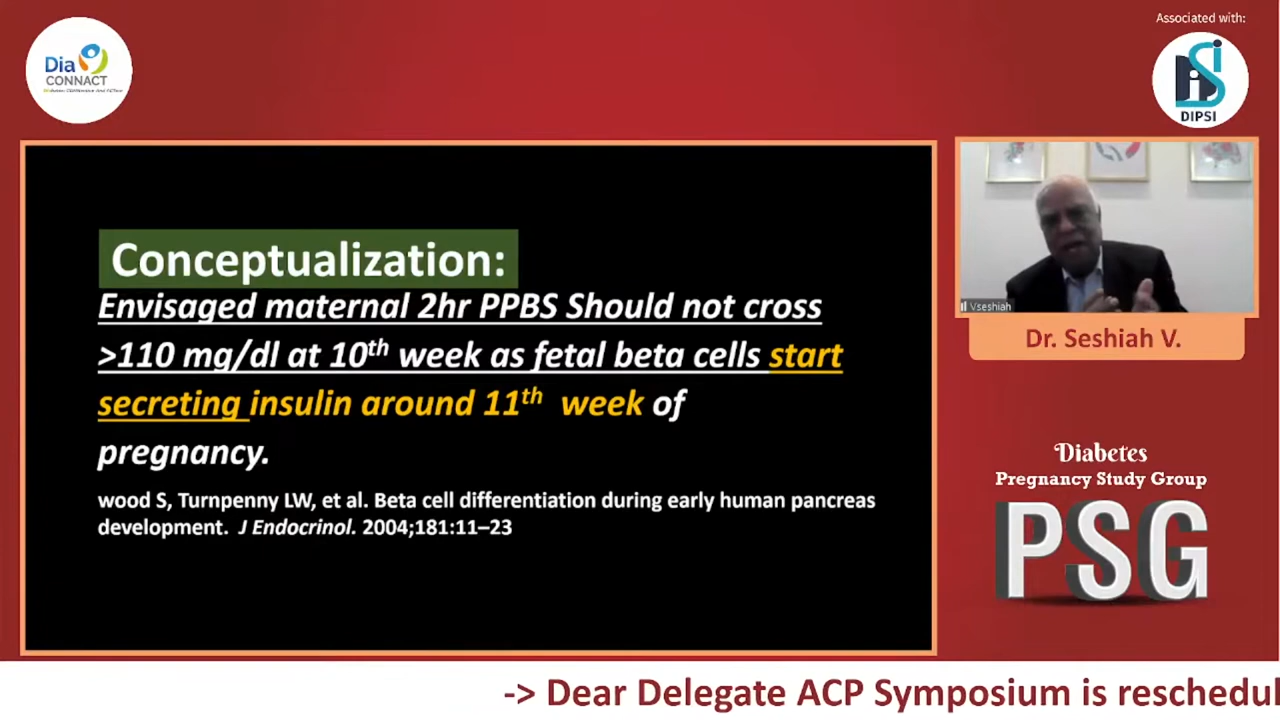 Associated with:
Dia
CONNACT
DIPSI
Conceptualization:
Envisaged maternal 2hr PPBS Should not cross
>110 mg/dl at 10th week as fetal beta cells start
secreting insulin around 11th week of
pregnancy.
wood S, Turnpenny LW, et al. Beta cell differentiation during early human pancreas
development. J Endocrinol. 2004;181:11–23
Vseshiah
Dr. Seshiah V.
Diabetes
Pregnancy Study Group
PSG
-> Dear Delegate ACP Symposium is reschedul